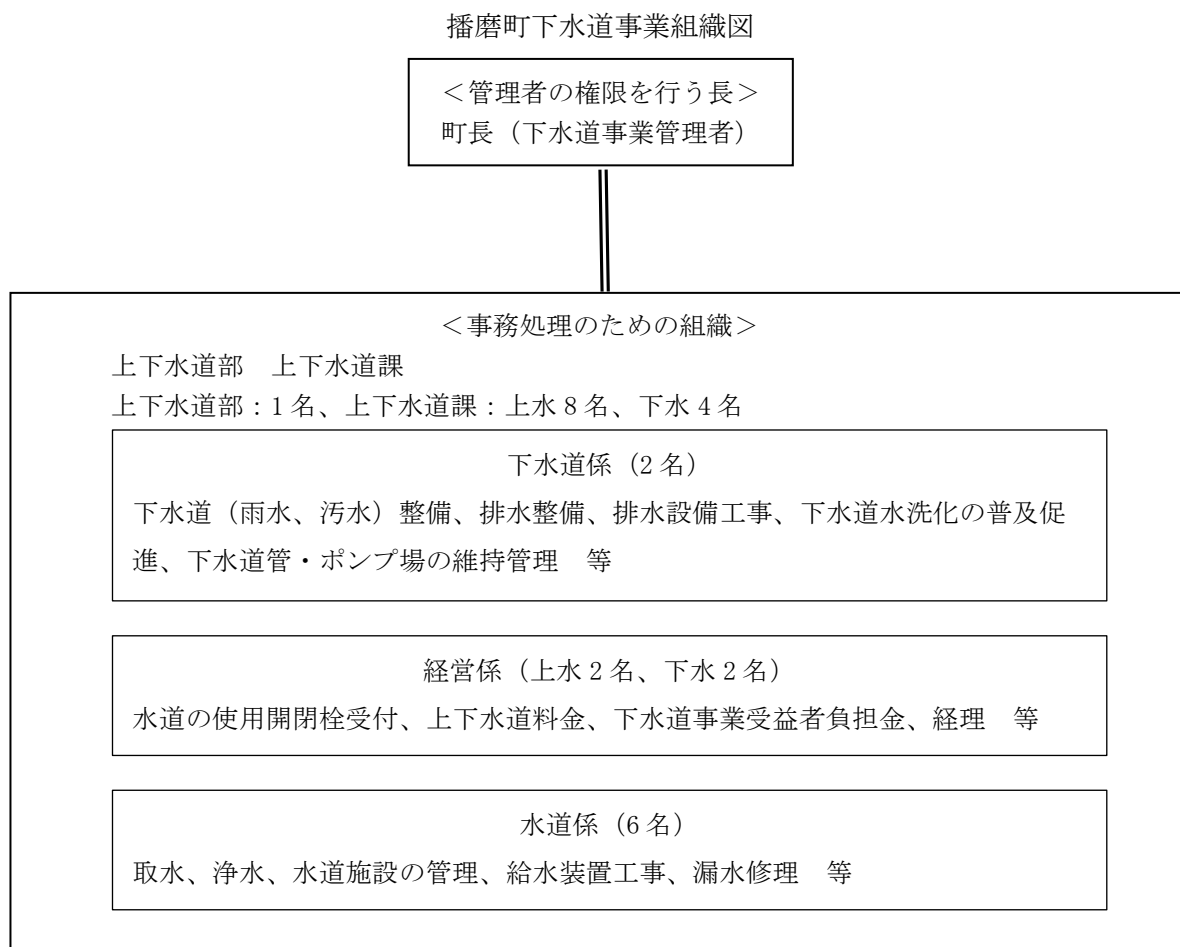 播磨町下水道事業組織図
＜管理者の権限を行う長＞
町長（下水道事業管理者）
＜事務処理のための組織＞
上下水道部　上下水道課
上下水道部：1名、上下水道課：上水8名、下水4名
下水道係（2名）
下水道（雨水、汚水）整備、排水整備、排水設備工事、下水道水洗化の普及促
進、下水道管・ポンプ場の維持管理　等
経営係（上水2名、下水2名）
水道の使用開閉栓受付、上下水道料金、下水道事業受益者負担金、経理　等
水道係（6名）
取水、浄水、水道施設の管理、給水装置工事、漏水修理　等